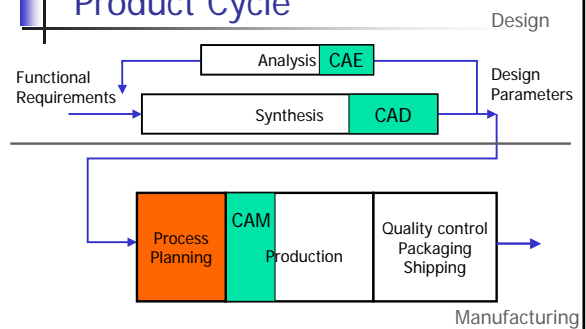 Product Cycle
Design
Analysis CAE
Functional
Requirements
Design
Parameters
Synthesis CAD
CAM
Process
Planning
Production
Quality control
Packaging
Shipping
Manufacturing